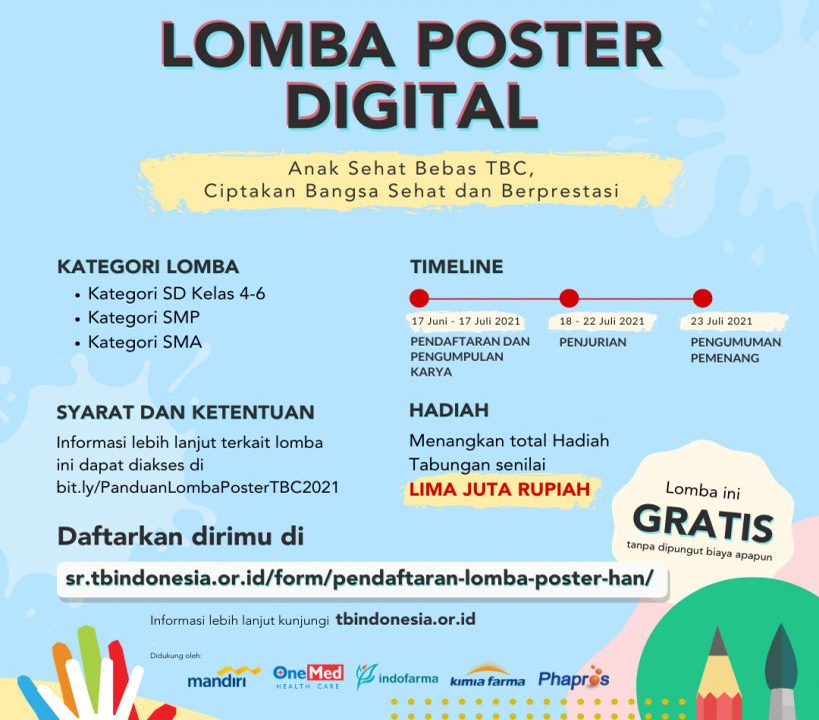 LOMBA POSTER
DIGITAL
Anak Sehat Bebas TBC,
Ciptakan Bangsa Sehat dan Berprestasi
KATEGORI LOMBA
• Kategori SD Kelas 4-6
• Kategori SMP
• Kategori SMA
TIMELINE
17 Juni - 17 Juli 2021
PENDAFTARAN DAN
PENGUMPULAN
KARYA
18 - 22 Juli 2021
PENJURIAN
23 Juli 2021
PENGUMUMAN
PEMENANG
SYARAT DAN KETENTUAN
Informasi lebih lanjut terkait lomba
ini dapat diakses di
bit.ly/PanduanLombaPosterTBC2021
HADIAH
Menangkan total Hadiah
Tabungan senilai
LIMA JUTA RUPIAH
Lomba ini
GRATIS
tanpa dipungut biaya apapun
Daftarkan dirimu di
sr.tbindonesia.or.id/form/pendaftaran-lomba-poster-han/
Informasi lebih lanjut kunjungi tbindonesia.or.id
Didukung oleh:
mandiri
OneMed
HEALTH CARE
indofarma
kimia farma
Phapros